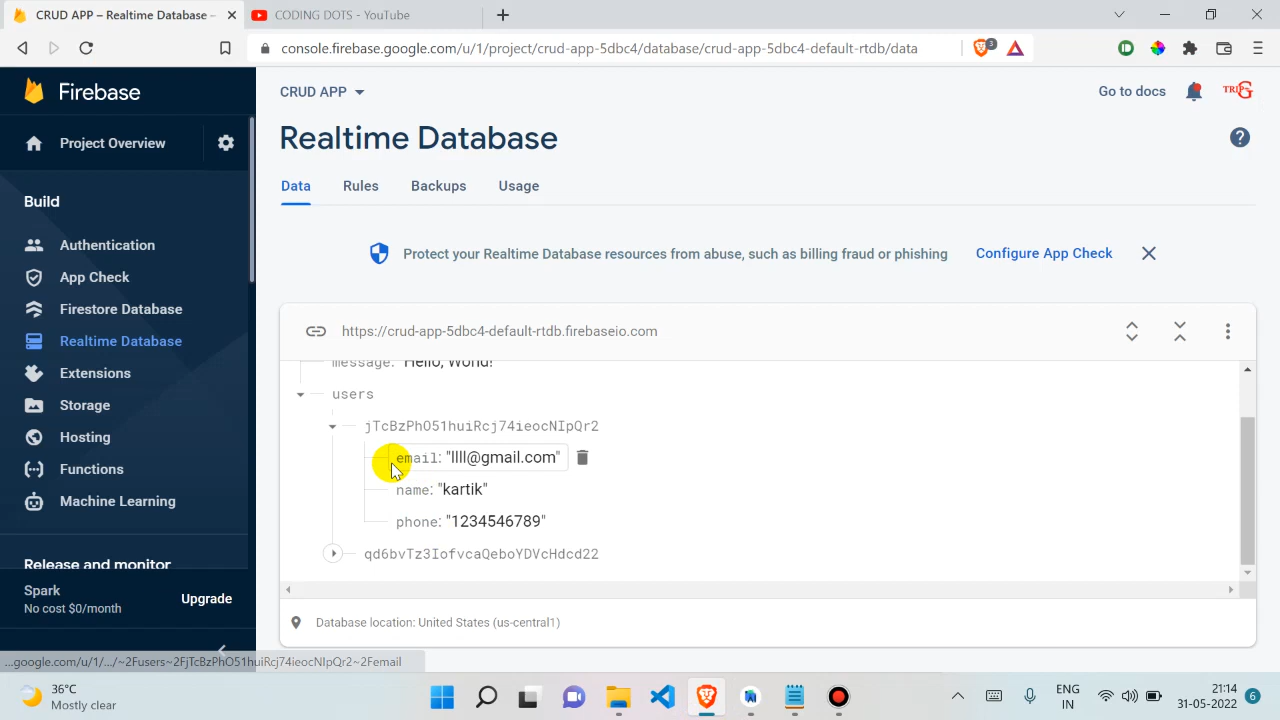 CRUD APP – Realtime Database –
CODING DOTS - YouTube
console.firebase.google.com/u/1/project/crud-app-5dbc4/database/crud-app-5dbc4-default-rtdb/data
3
Firebase
CRUD APP
Go to docs
TRIPG
Project Overview
Realtime Database
Data
Rules
Backups
Usage
Build
Authentication
App Check
Firestore Database
Realtime Database
Extensions
Storage
Hosting
Functions
Machine Learning
Release and monitor
Spark
No cost $0/month
Upgrade
Protect your Realtime Database resources from abuse, such as billing fraud or phishing
Configure App Check
https://crud-app-5dbc4-default-rtdb.firebaseio.com
message: "Hello, World!"
users
jTcBzPhO51huiRcj74ieocNIpQr2
email: "llll@gmail.com"
name: "kartik"
phone: "1234546789"
qd6bvTz3IofvcaQeboYDVcHdcd22
Database location: United States (us-central1)
...google.com/u/1/.../~2Fusers~2FjTcBzPhO51huiRcj74ieocNIpQr2~2Femail
36°C
Mostly clear
ENG
IN
21:14
31-05-2022
6